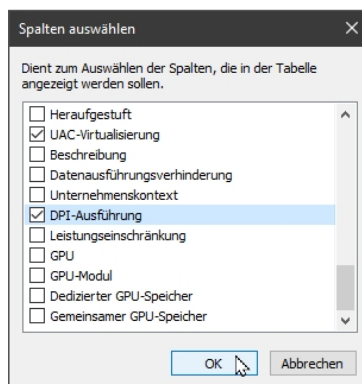 Spalten auswählen
Dient zum Auswählen der Spalten, die in der Tabelle
angezeigt werden sollen.
Heraufgestuft
UAC-Virtualisierung
Beschreibung
Datenausführungsverhinderung
Unternehmenskontext
DPI-Ausführung
Leistungseinschränkung
GPU
GPU-Modul
Dedizierter GPU-Speicher
Gemeinsamer GPU-Speicher
OK Abbrechen